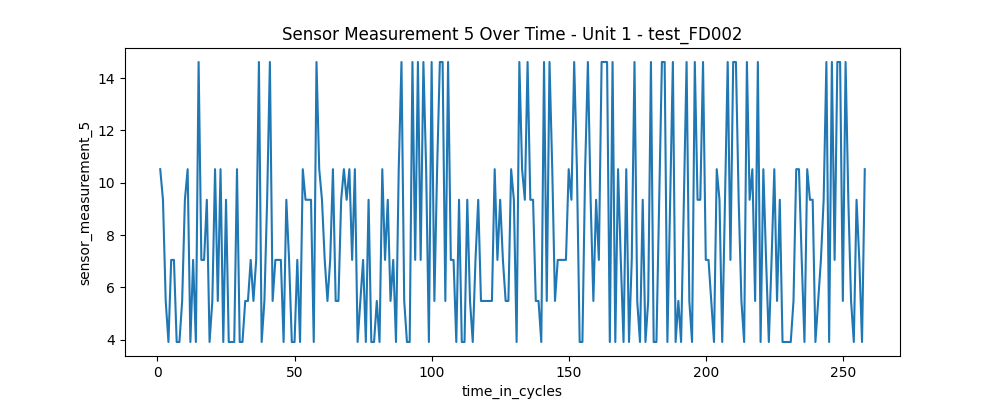 Sensor Measurement 5 Over Time - Unit 1 - test_FD002
sensor_measurement_5
14
12
10
8
6
4
0 50 100 150 200 250
time_in_cycles